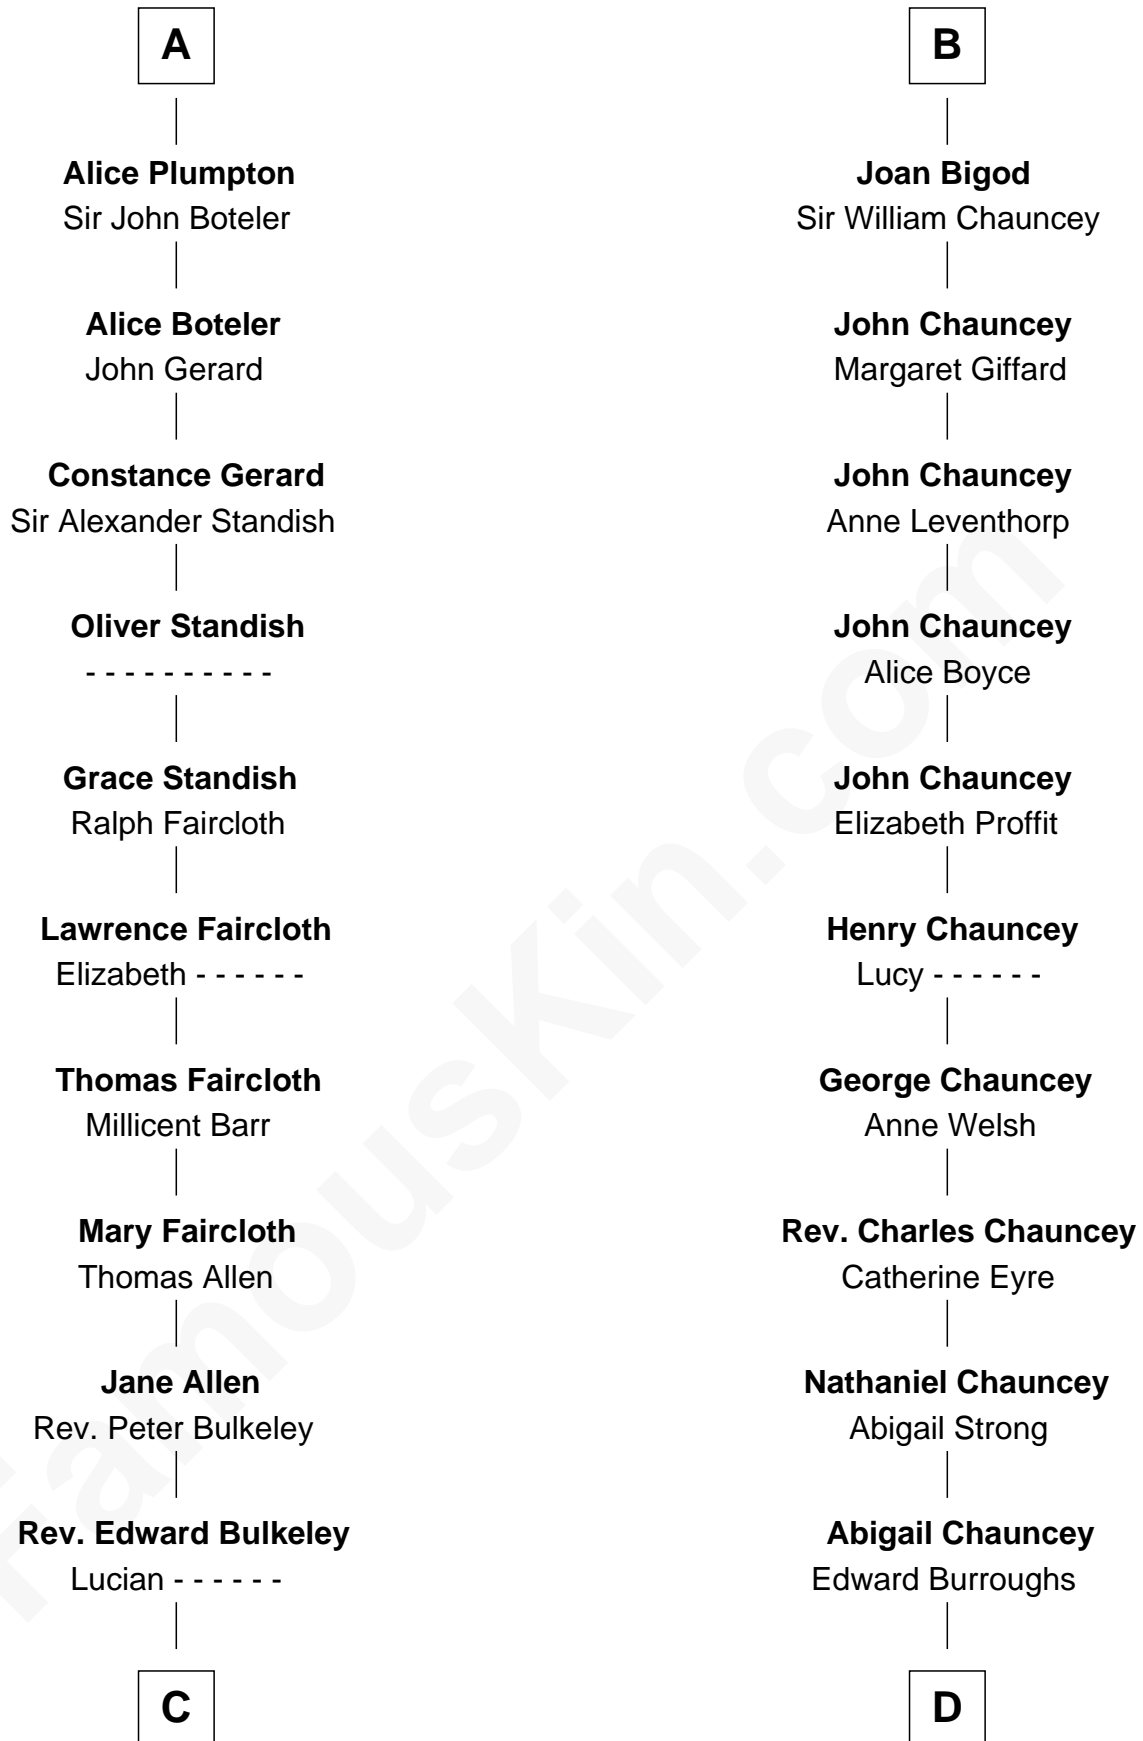 A
Alice Plumpton
Sir John Boteler
Alice Boteler
John Gerard
Constance Gerard
Sir Alexander Standish
Oliver Standish
- - - - - - - - - -
Grace Standish
Ralph Faircloth
Lawrence Faircloth
Elizabeth - - - - - -
Thomas Faircloth
Millicent Barr
Mary Faircloth
Thomas Allen
Jane Allen
Rev. Peter Bulkeley
Rev. Edward Bulkeley
Lucian - - - - - -
C
B
Joan Bigod
Sir William Chauncey
John Chauncey
Margaret Giffard
John Chauncey
Anne Leventhorp
John Chauncey
Alice Boyce
John Chauncey
Elizabeth Proffit
Henry Chauncey
Lucy - - - - - -
George Chauncey
Anne Welsh
Rev. Charles Chauncey
Catherine Eyre
Nathaniel Chauncey
Abigail Strong
Abigail Chauncey
Edward Burroughs
D
FamousKin.com